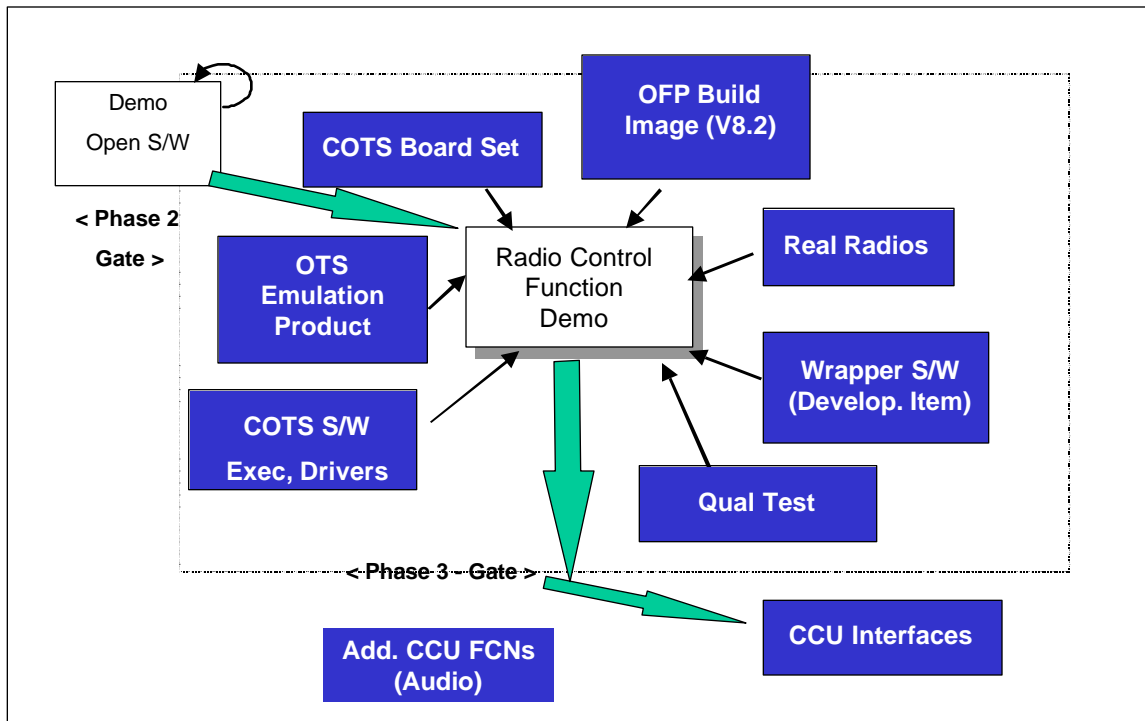 Demo
Open S/W
OFP Build
Image (V8.2)
COTS Board Set
< Phase 2
Gate >
Radio Control
Function
Demo
Real Radios
OTS
Emulation
Product
Wrapper S/W
(Develop. Item)
COTS S/W
Exec, Drivers
Qual Test
< Phase 3 - Gate >
CCU Interfaces
Add. CCU FCNs
(Audio)